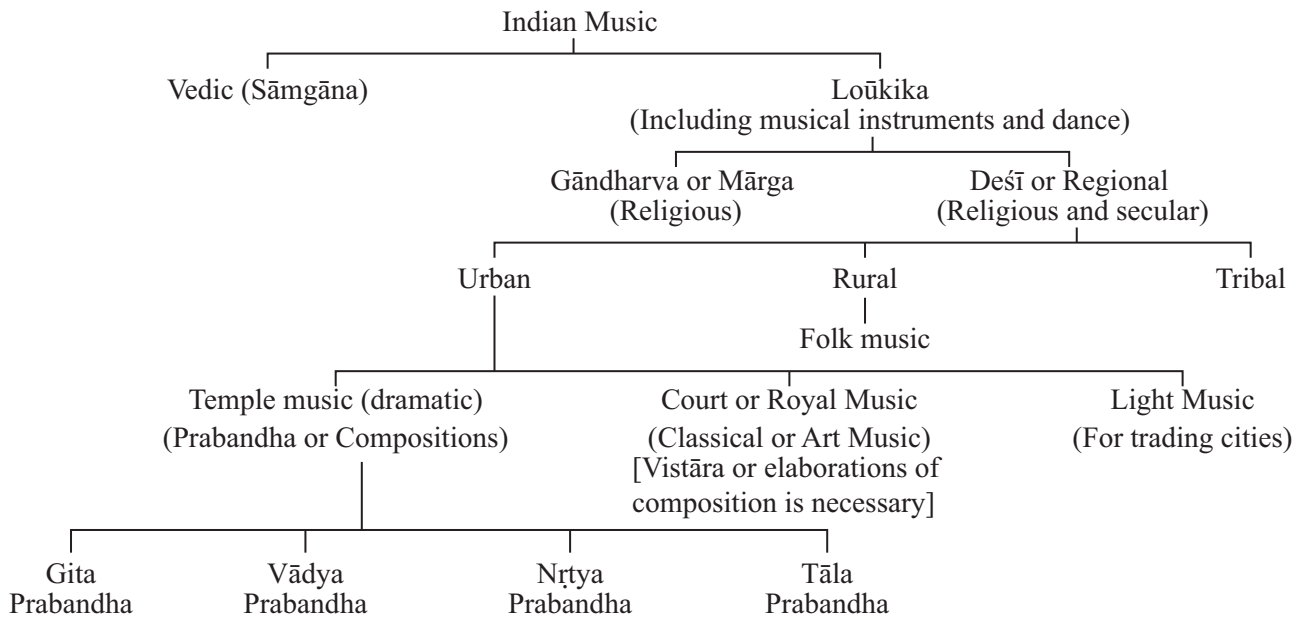 Indian Music
Vedic (Sāmgāna)
Loūkika
(Including musical instruments and dance)
Gāndharva or Mārga
(Religious)
Deśī or Regional
(Religious and secular)
Urban
Rural
Tribal
Folk music
Temple music (dramatic)
(Prabandha or Compositions)
Court or Royal Music
(Classical or Art Music)
[Vistāra or elaborations of
composition is necessary]
Light Music
(For trading cities)
Gita
Prabandha
Vādya
Prabandha
Nṛtya
Prabandha
Tāla
Prabandha